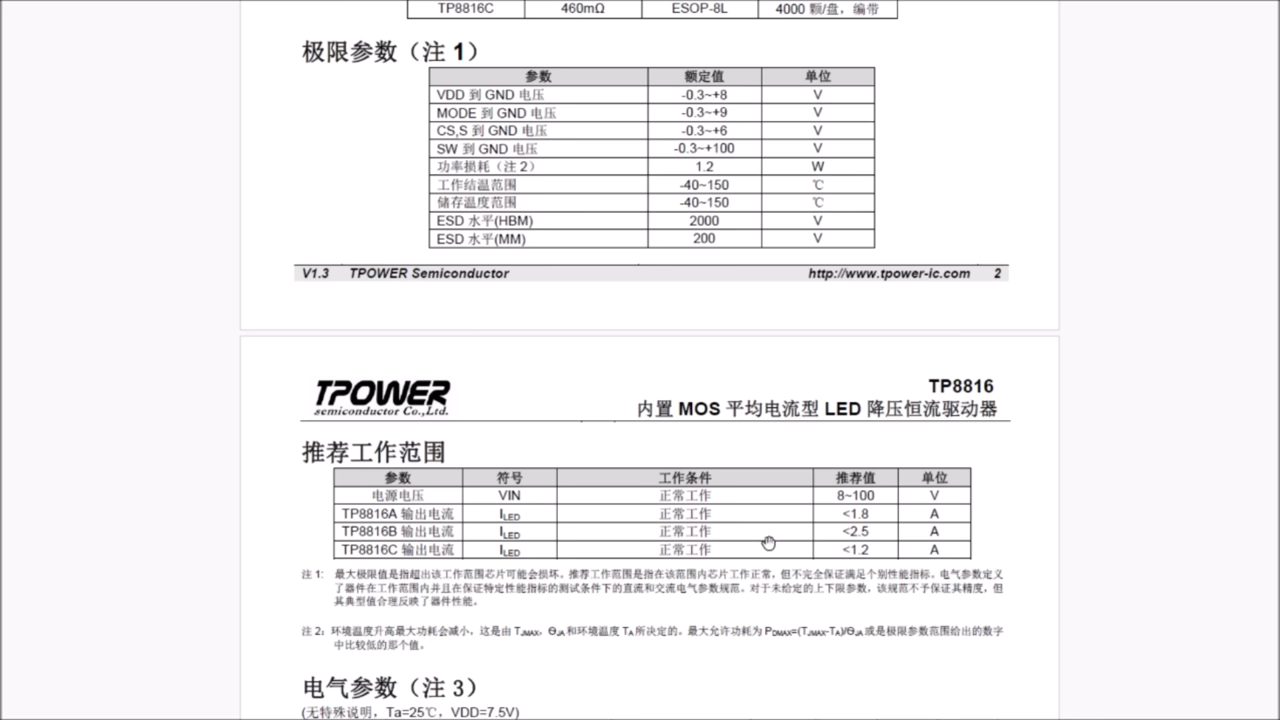 TP8816C 460mΩ ESOP-8L 4000 颗/盘，编带
极限参数（注 1）
参数 额定值 单位
VDD 到 GND 电压 -0.3~+8 V
MODE 到 GND 电压 -0.3~+9 V
CS,S 到 GND 电压 -0.3~+6 V
SW 到 GND 电压 -0.3~+100 V
功率损耗（注 2） 1.2 W
工作结温范围 -40~150 ℃
储存温度范围 -40~150 ℃
ESD 水平(HBM) 2000 V
ESD 水平(MM) 200 V
V1.3 TPOWER Semiconductor http://www.tpower-ic.com 2
TPOWER
semiconductor Co.,Ltd.
TP8816
内置 MOS 平均电流型 LED 降压恒流驱动器
推荐工作范围
参数 符号 工作条件 推荐值 单位
电源电压 VIN 正常工作 8~100 V
TP8816A 输出电流 ILED 正常工作 <1.8 A
TP8816B 输出电流 ILED 正常工作 <2.5 A
TP8816C 输出电流 ILED 正常工作 <1.2 A
注 1: 最大极限值是指超出该工作范围芯片可能会损坏。推荐工作范围是指在该范围内芯片工作正常，但不完全保证满足个别性能指标。电气参数定义
了器件在工作范围内并且在保证特定性能指标的测试条件下的直流和交流电气参数规范。对于未给定的上下限参数，该规范不予保证其精度，但
其典型值合理反映了器件性能。
注 2：环境温度升高最大功耗会减小，这是由 TJMAX，ΘJA 和环境温度 TA 所决定的。最大允许功耗为 PDMAX=(TJMAX-TA)/ΘJA 或是极限参数范围给出的数字
中比较低的那个值。
电气参数（注 3）
(无特殊说明，Ta=25℃，VDD=7.5V)